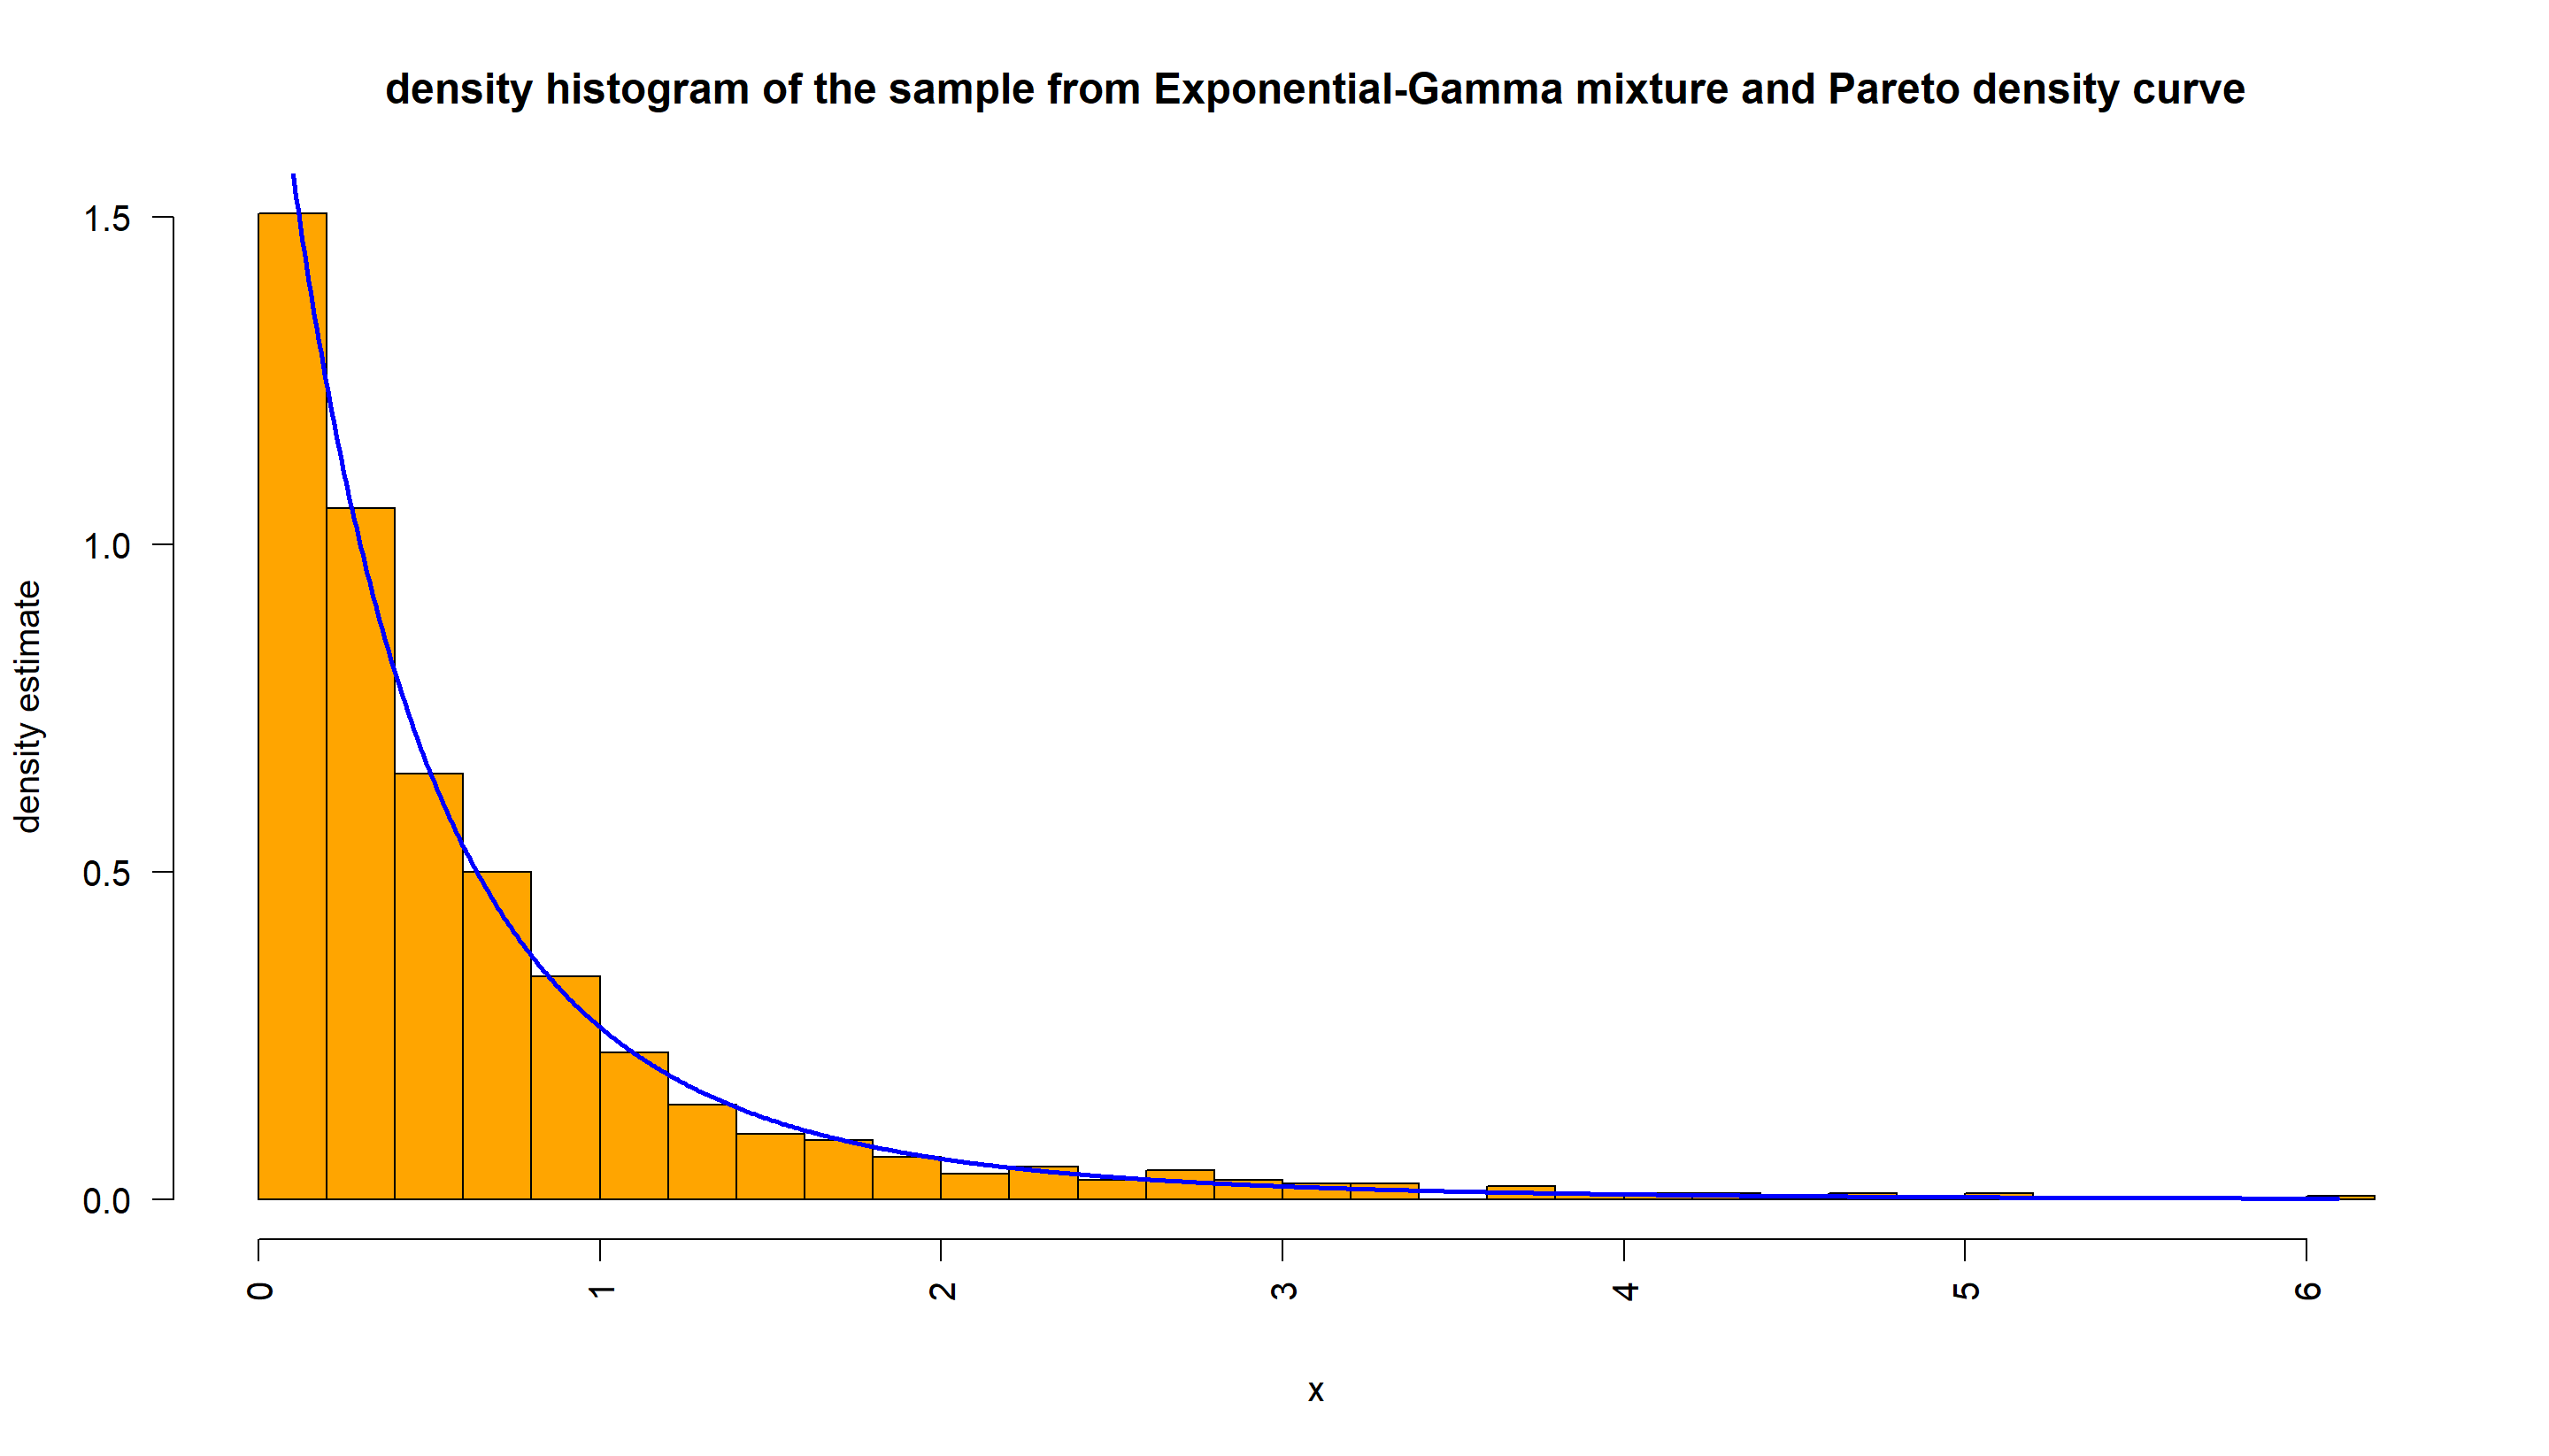 density histogram of the sample from Exponential-Gamma mixture and Pareto density curve
density estimate
1.5
1.0
0.5
0.0
0 1 2 3 4 5 6
x